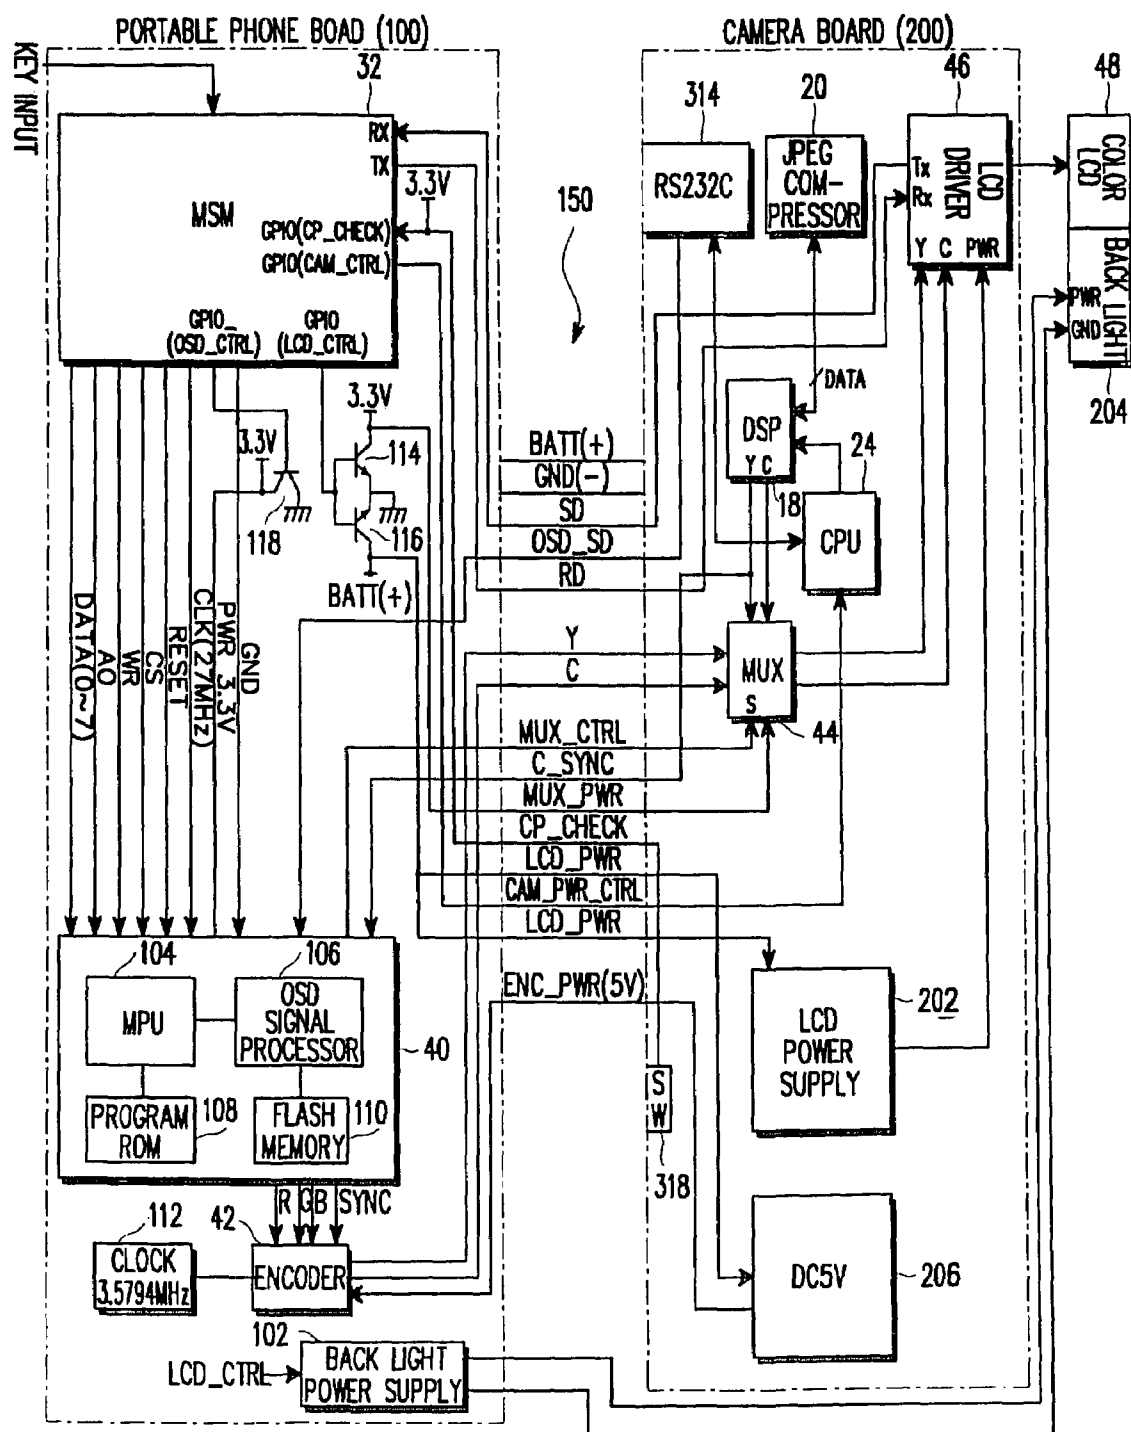 PORTABLE PHONE BOAD (100)
CAMERA BOARD (200)
KEY INPUT
32
RX
TX
3.3V
MSM
GPIO(CP_CHECK)
GPIO(CAM_CTRL)
GPIO_
(OSD_CTRL)
GPIO
(LCD_CTRL)
150
314
RS232C
20
JPEG
COM-
PRESSOR
46
Tx
Rx
LCD
DRIVER
Y C PWR
48
COLOR
LCD
BACK LIGHT
PWR
GND
204
3.3V
114
3.3V
118
116
BATT(+)
BATT(+)
GND(-)
SD
OSD_SD
RD
DATA
DSP
Y C
18
24
CPU
DATA(0~7)
AO
WR
CS
RESET
CLK(27MHz)
PWR 3.3V
GND
Y
C
MUX
S
44
MUX_CTRL
C_SYNC
MUX_PWR
CP_CHECK
LCD_PWR
CAM_PWR_CTRL
LCD_PWR
ENC_PWR(5V)
104
MPU
106
OSD
SIGNAL
PROCESSOR
40
PROGRAM
ROM
108
FLASH
MEMORY
110
202
LCD
POWER
SUPPLY
S
W
318
R G B SYNC
112
CLOCK
3.5794MHz
42
ENCODER
DC5V
206
102
LCD_CTRL
BACK LIGHT
POWER SUPPLY